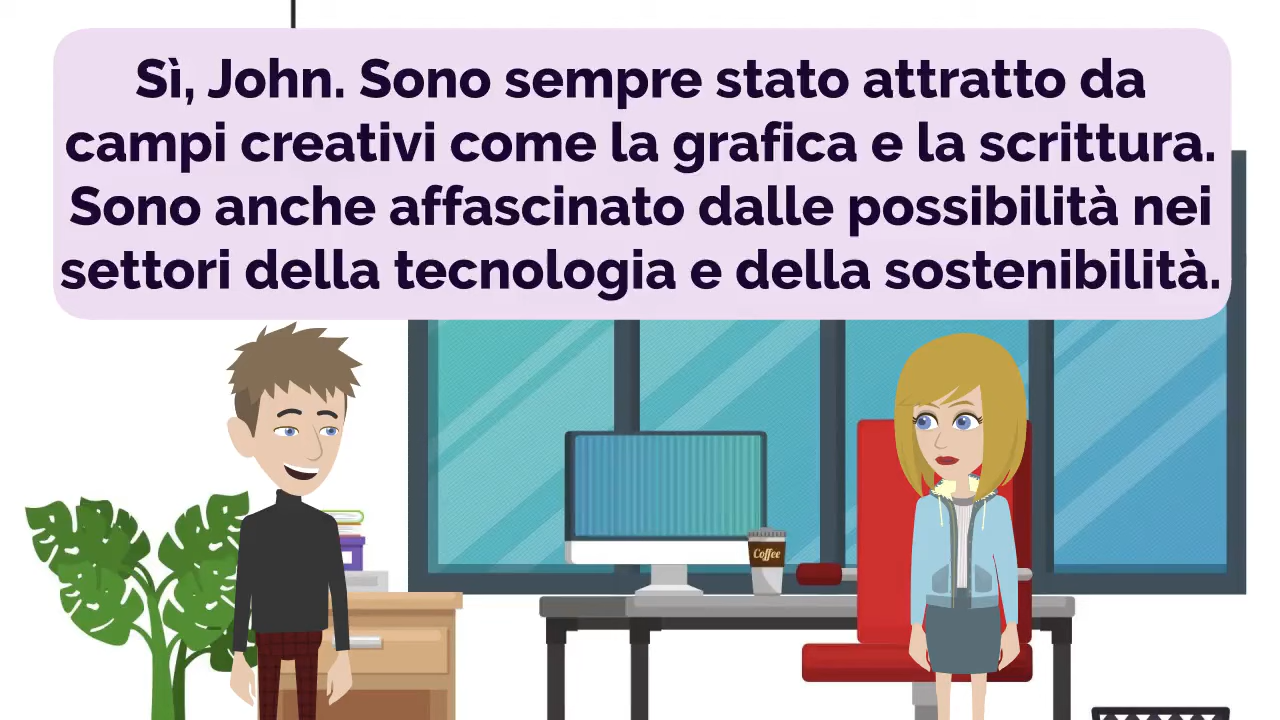 Sì, John. Sono sempre stato attratto da
campi creativi come la grafica e la scrittura.
Sono anche affascinato dalle possibilità nei
settori della tecnologia e della sostenibilità.
Coffee